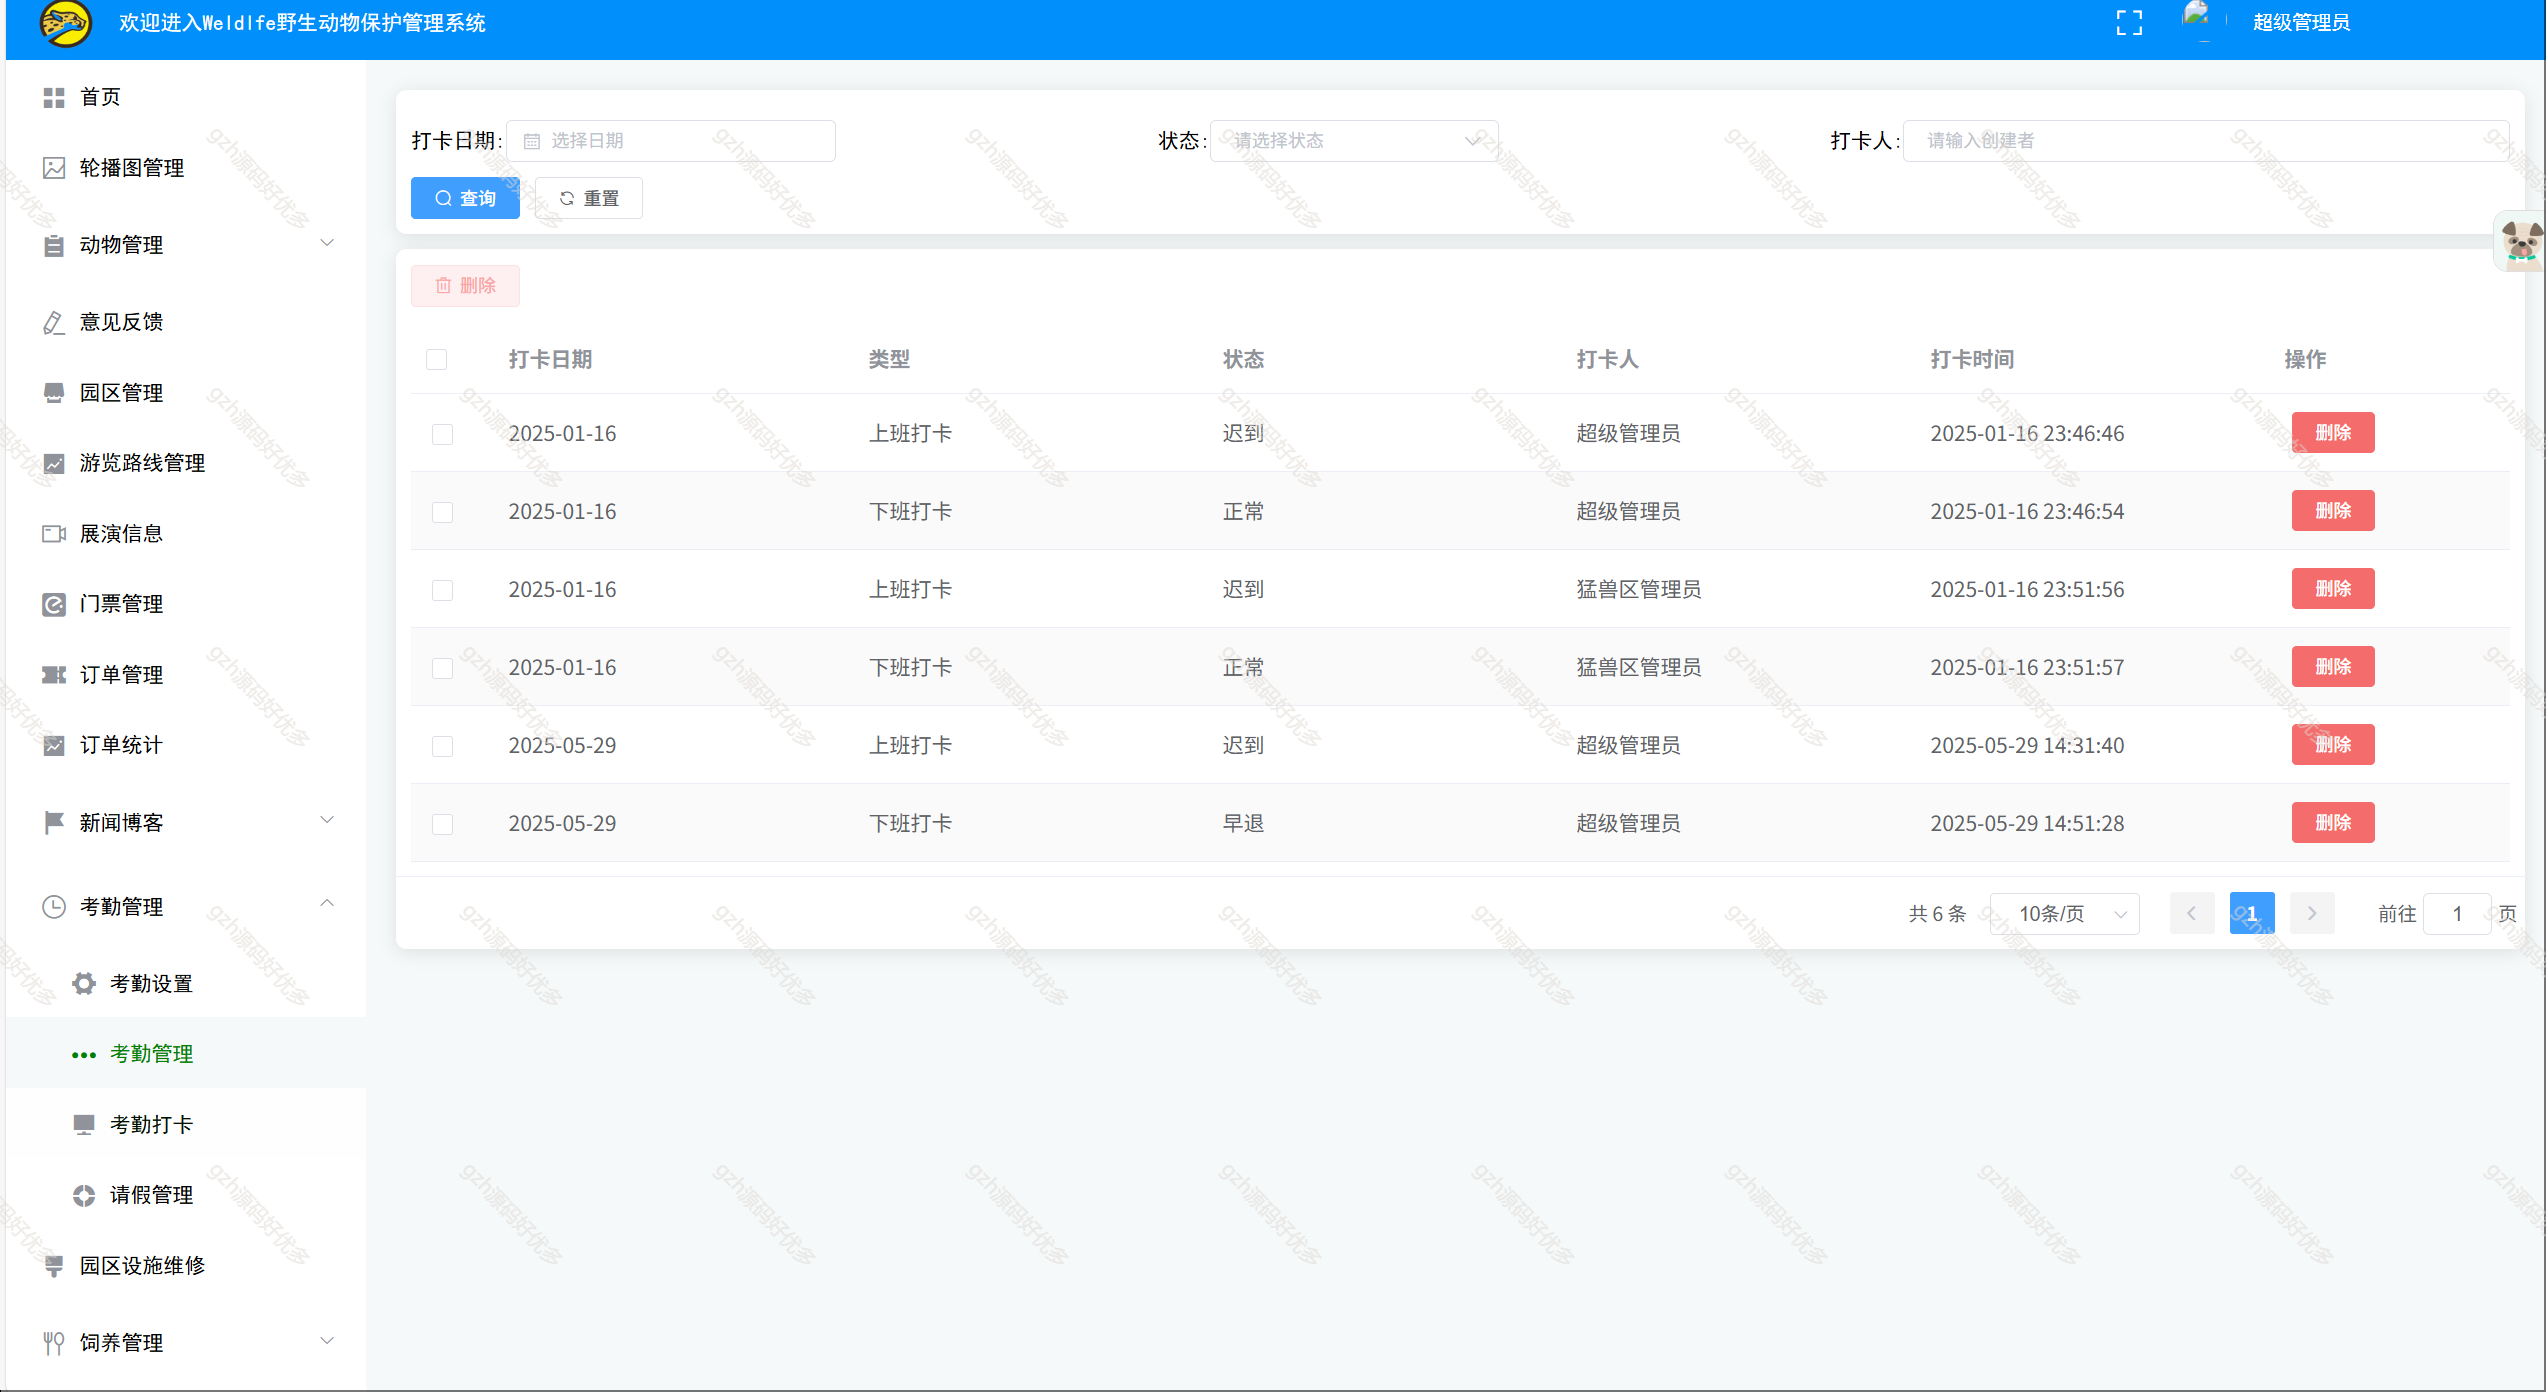 欢迎进入Weldlfe野生动物保护管理系统
超级管理员
首页
轮播图管理
动物管理
意见反馈
园区管理
游览路线管理
展演信息
门票管理
订单管理
订单统计
新闻博客
考勤管理
考勤设置
考勤管理
考勤打卡
请假管理
园区设施维修
饲养管理
打卡日期: 选择日期 状态: 请选择状态 打卡人: 请输入创建者
查询 重置
删除
打卡日期 类型 状态 打卡人 打卡时间 操作
2025-01-16 上班打卡 迟到 超级管理员 2025-01-16 23:46:46 删除
2025-01-16 下班打卡 正常 超级管理员 2025-01-16 23:46:54 删除
2025-01-16 上班打卡 迟到 猛兽区管理员 2025-01-16 23:51:56 删除
2025-01-16 下班打卡 正常 猛兽区管理员 2025-01-16 23:51:57 删除
2025-05-29 上班打卡 迟到 超级管理员 2025-05-29 14:31:40 删除
2025-05-29 下班打卡 早退 超级管理员 2025-05-29 14:51:28 删除
共 6 条 10条/页 1 前往 1 页
gzh源码好优多